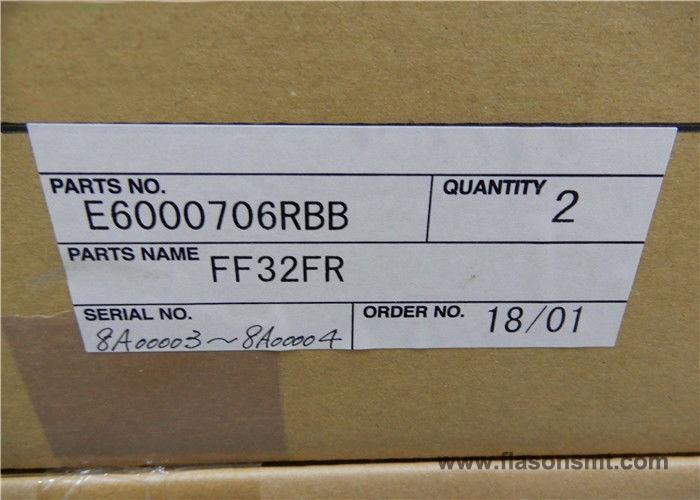 PARTS NO.
E6000706RBB
QUANTITY
2
PARTS NAME
FF32FR
SERIAL NO.
8A00003~8A00004
ORDER NO.
18/01
www.flasonsmt.com